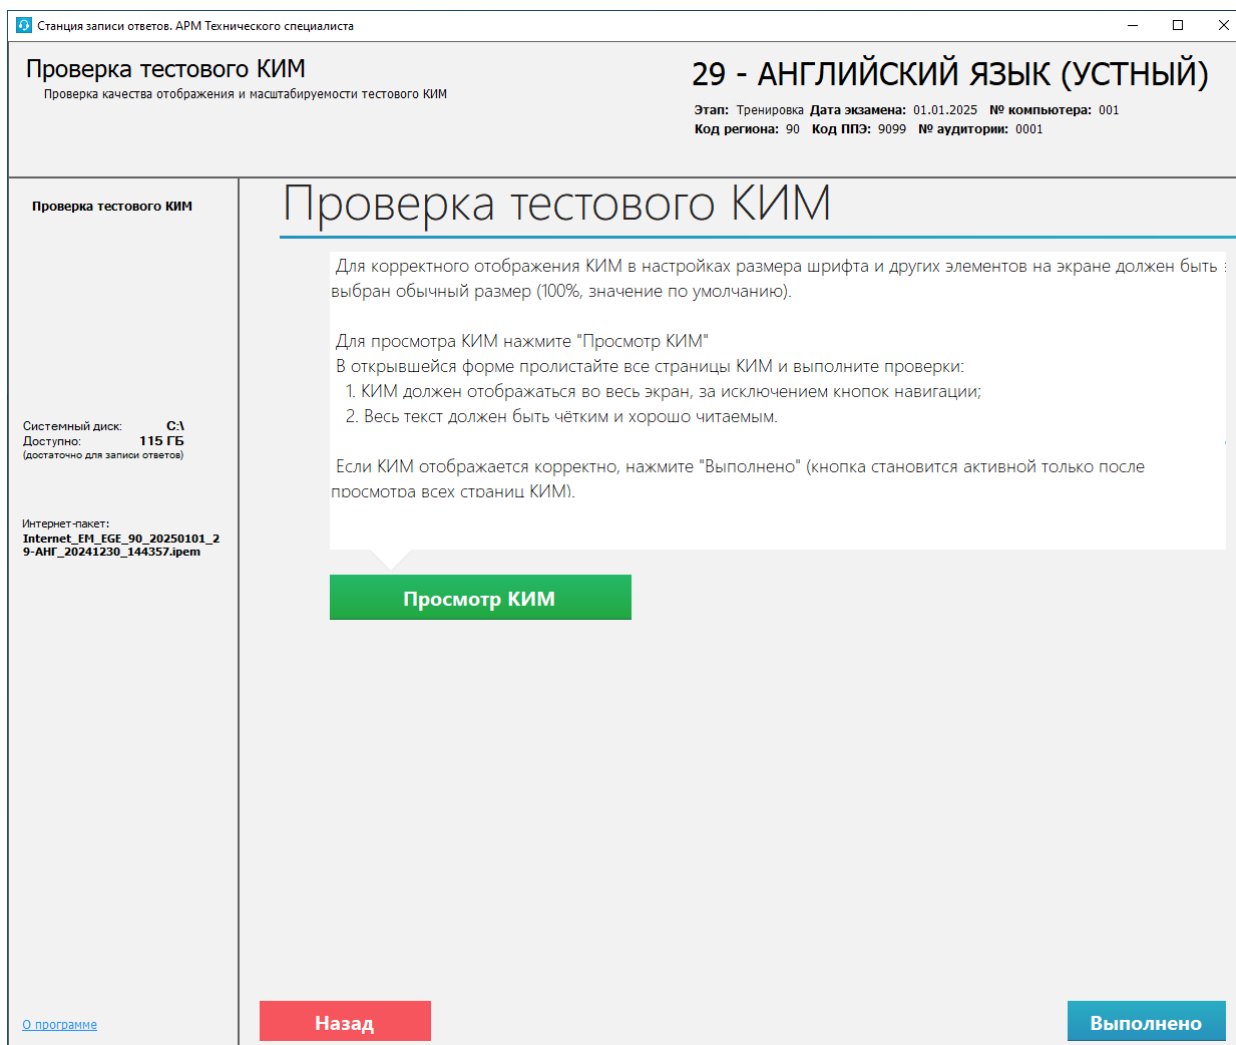 Станция записи ответов. АРМ Технического специалиста
Проверка тестового КИМ
Проверка качества отображения и масштабируемости тестового КИМ
29 - АНГЛИЙСКИЙ ЯЗЫК (УСТНЫЙ)
Этап: Тренировка Дата экзамена: 01.01.2025 № компьютера: 001
Код региона: 90 Код ППЭ: 9099 № аудитории: 0001
Проверка тестового КИМ
Системный диск: C:\
Доступно: 115 ГБ
(достаточно для записи ответов)
Интернет-пакет:
Internet_EM_EGE_90_20250101_2
9-АНГ_20241230_144357.ipem
О программе
Проверка тестового КИМ
Для корректного отображения КИМ в настройках размера шрифта и других элементов на экране должен быть
выбран обычный размер (100%, значение по умолчанию).
Для просмотра КИМ нажмите "Просмотр КИМ"
В открывшейся форме пролистайте все страницы КИМ и выполните проверки:
1. КИМ должен отображаться во весь экран, за исключением кнопок навигации;
2. Весь текст должен быть чётким и хорошо читаемым.
Если КИМ отображается корректно, нажмите "Выполнено" (кнопка становится активной только после
просмотра всех страниц КИМ).
Просмотр КИМ
Назад
Выполнено